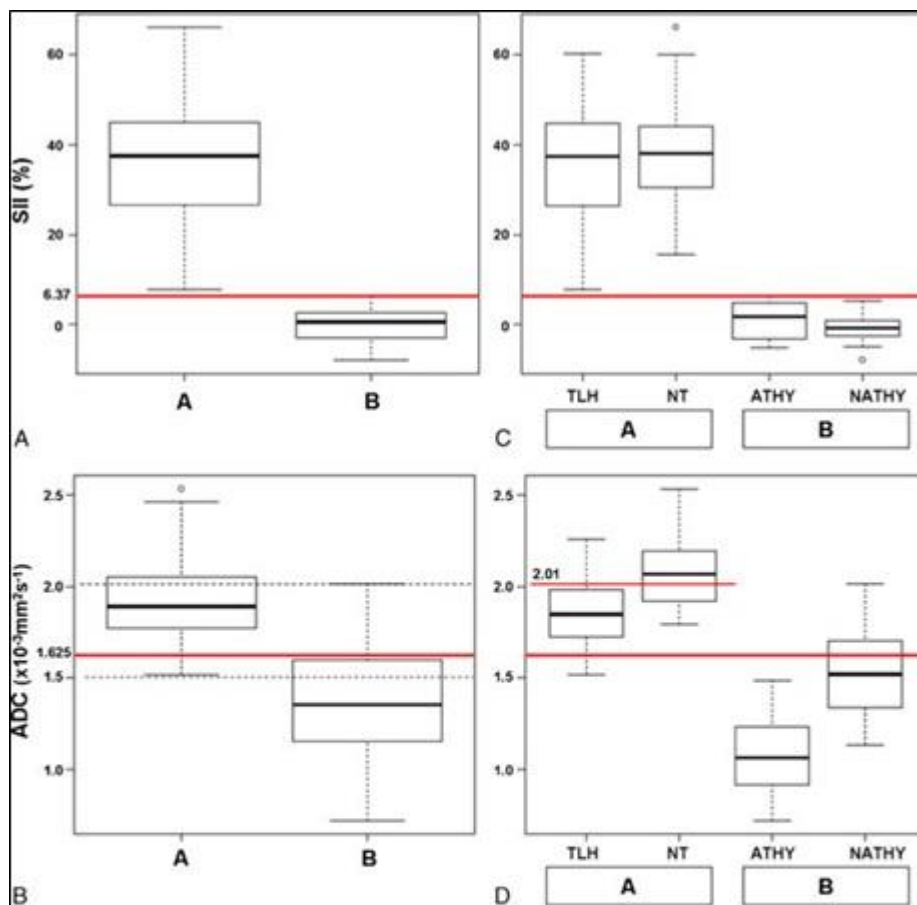 SII (%)
60
40
20
6.37
0
A
B
A
60
40
20
0
TLH
NT
ATHY
NATHY
A
B
C
ADC (x10⁻³mm²s⁻¹)
2.5
2.0
1.625
1.5
1.0
A
B
B
2.5
2.01
2.0
1.5
1.0
TLH
NT
ATHY
NATHY
A
B
D